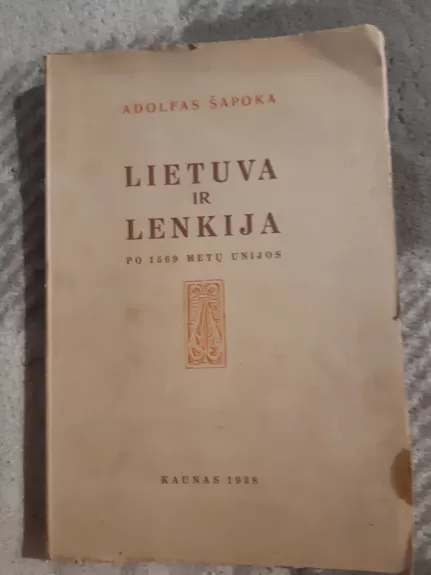 ADOLFAS ŠAPOKA
LIETUVA
IR
LENKIJA
PO 1569 METŲ UNIJOS
KAUNAS 1938